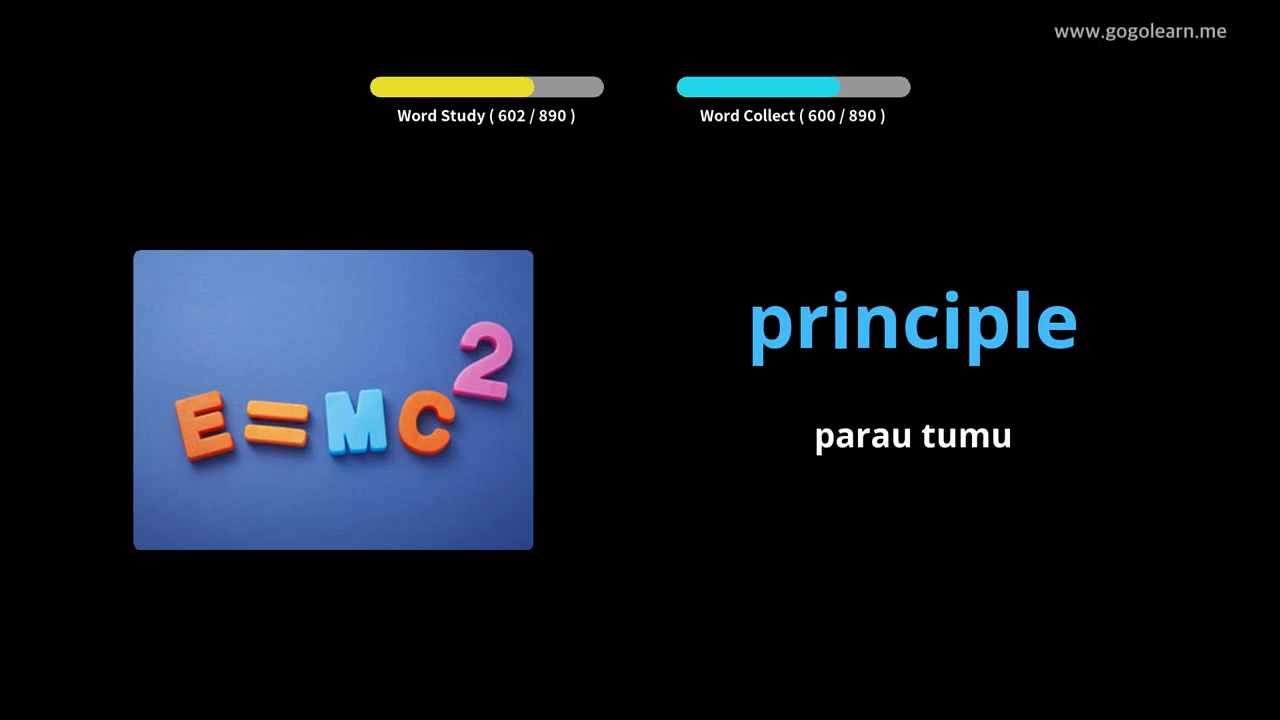 www.gogolearn.me
Word Study ( 602 / 890 )
Word Collect ( 600 / 890 )
E=MC2
principle
parau tumu